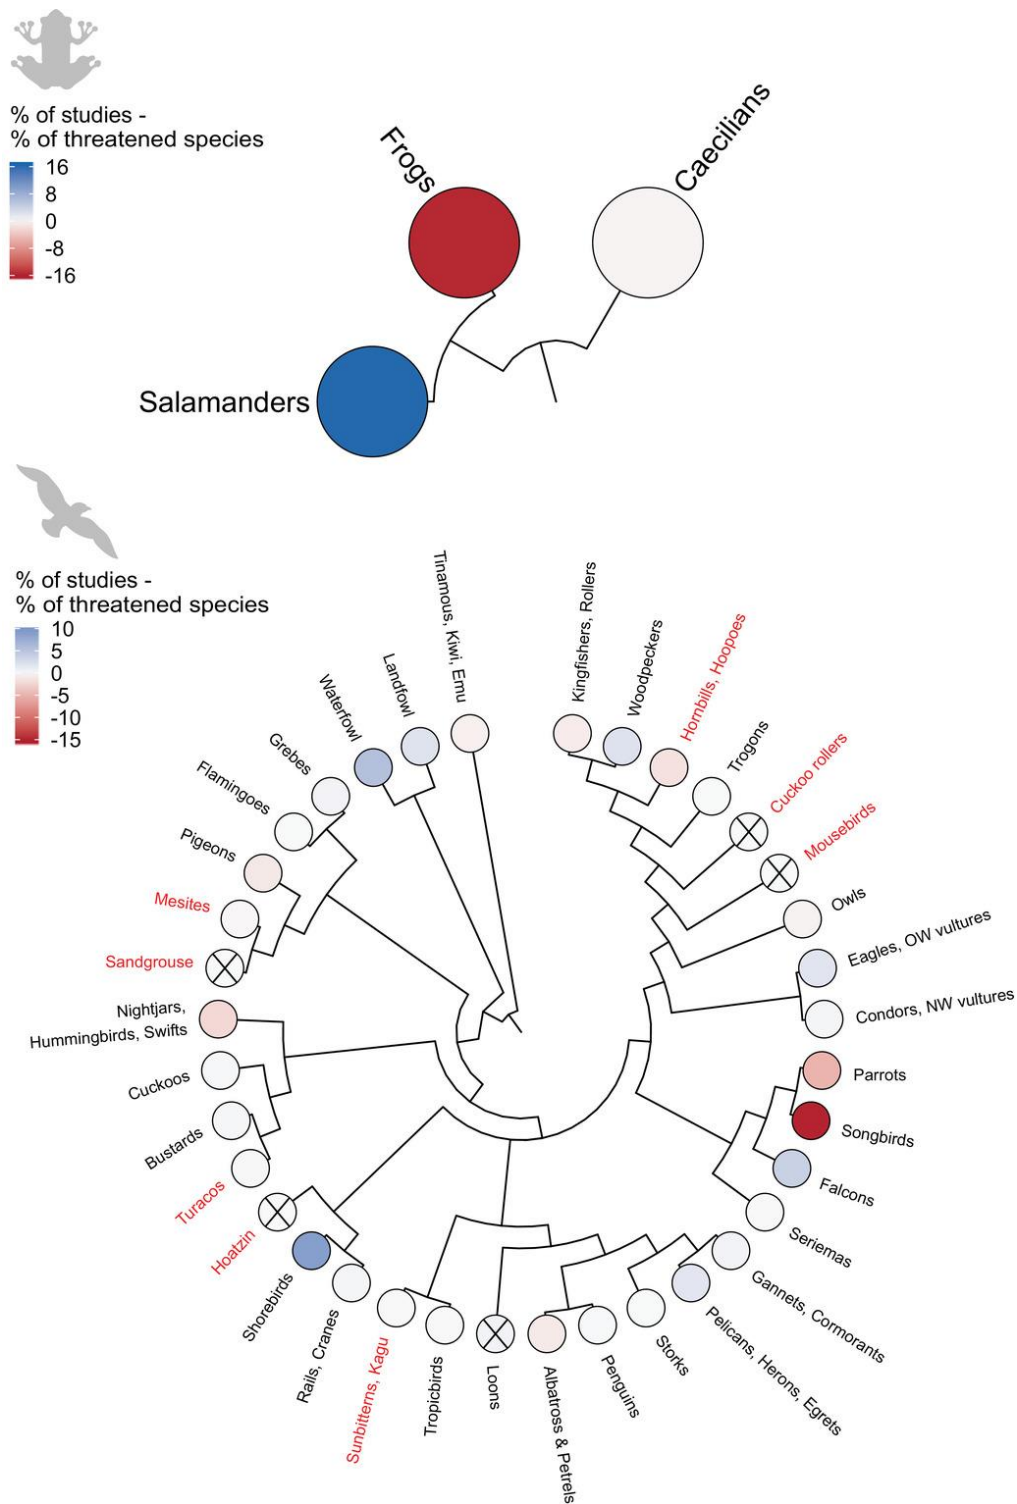 % of studies -
% of threatened species
16
8
0
-8
-16
Frogs
Caecilians
Salamanders
% of studies -
% of threatened species
10
5
0
-5
-10
-15
Tinamous, Kiwi, Emu
Landfowl
Waterfowl
Grebes
Flamingoes
Pigeons
Mesites
Sandgrouse
Nightjars,
Hummingbirds, Swifts
Cuckoos
Bustards
Turacos
Hoatzin
Shorebirds
Rails, Cranes
Sunbitterns, Kagu
Tropicbirds
Loons
Albatross & Petrels
Penguins
Storks
Pelicans, Herons, Egrets
Gannets, Cormorants
Seriemas
Falcons
Songbirds
Parrots
Condors, NW vultures
Eagles, OW vultures
Owls
Mousebirds
Cuckoo rollers
Trogons
Hornbills, Hoopoes
Woodpeckers
Kingfishers, Rollers